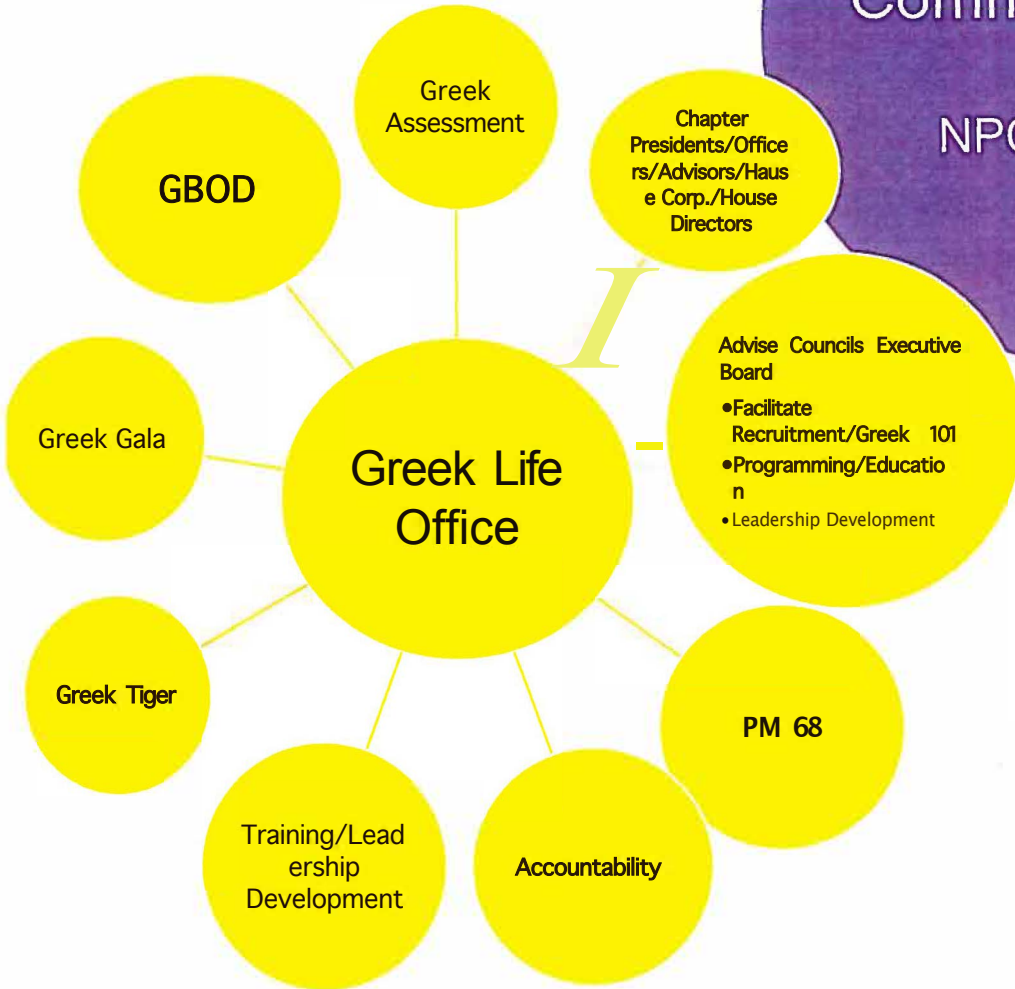 Greek
Assessment
Chapter
Presidents/Office
rs/Advisors/Haus
e Corp./House
Directors
NPC
GBOD
I
Advise Councils Executive
Board
•Facilitate
Recruitment/Greek 101
•Programming/Educatio
n
•Leadership Development
Greek Gala
Greek Life
Office
-
Greek Tiger
PM 68
Training/Lead
ership
Development
Accountability